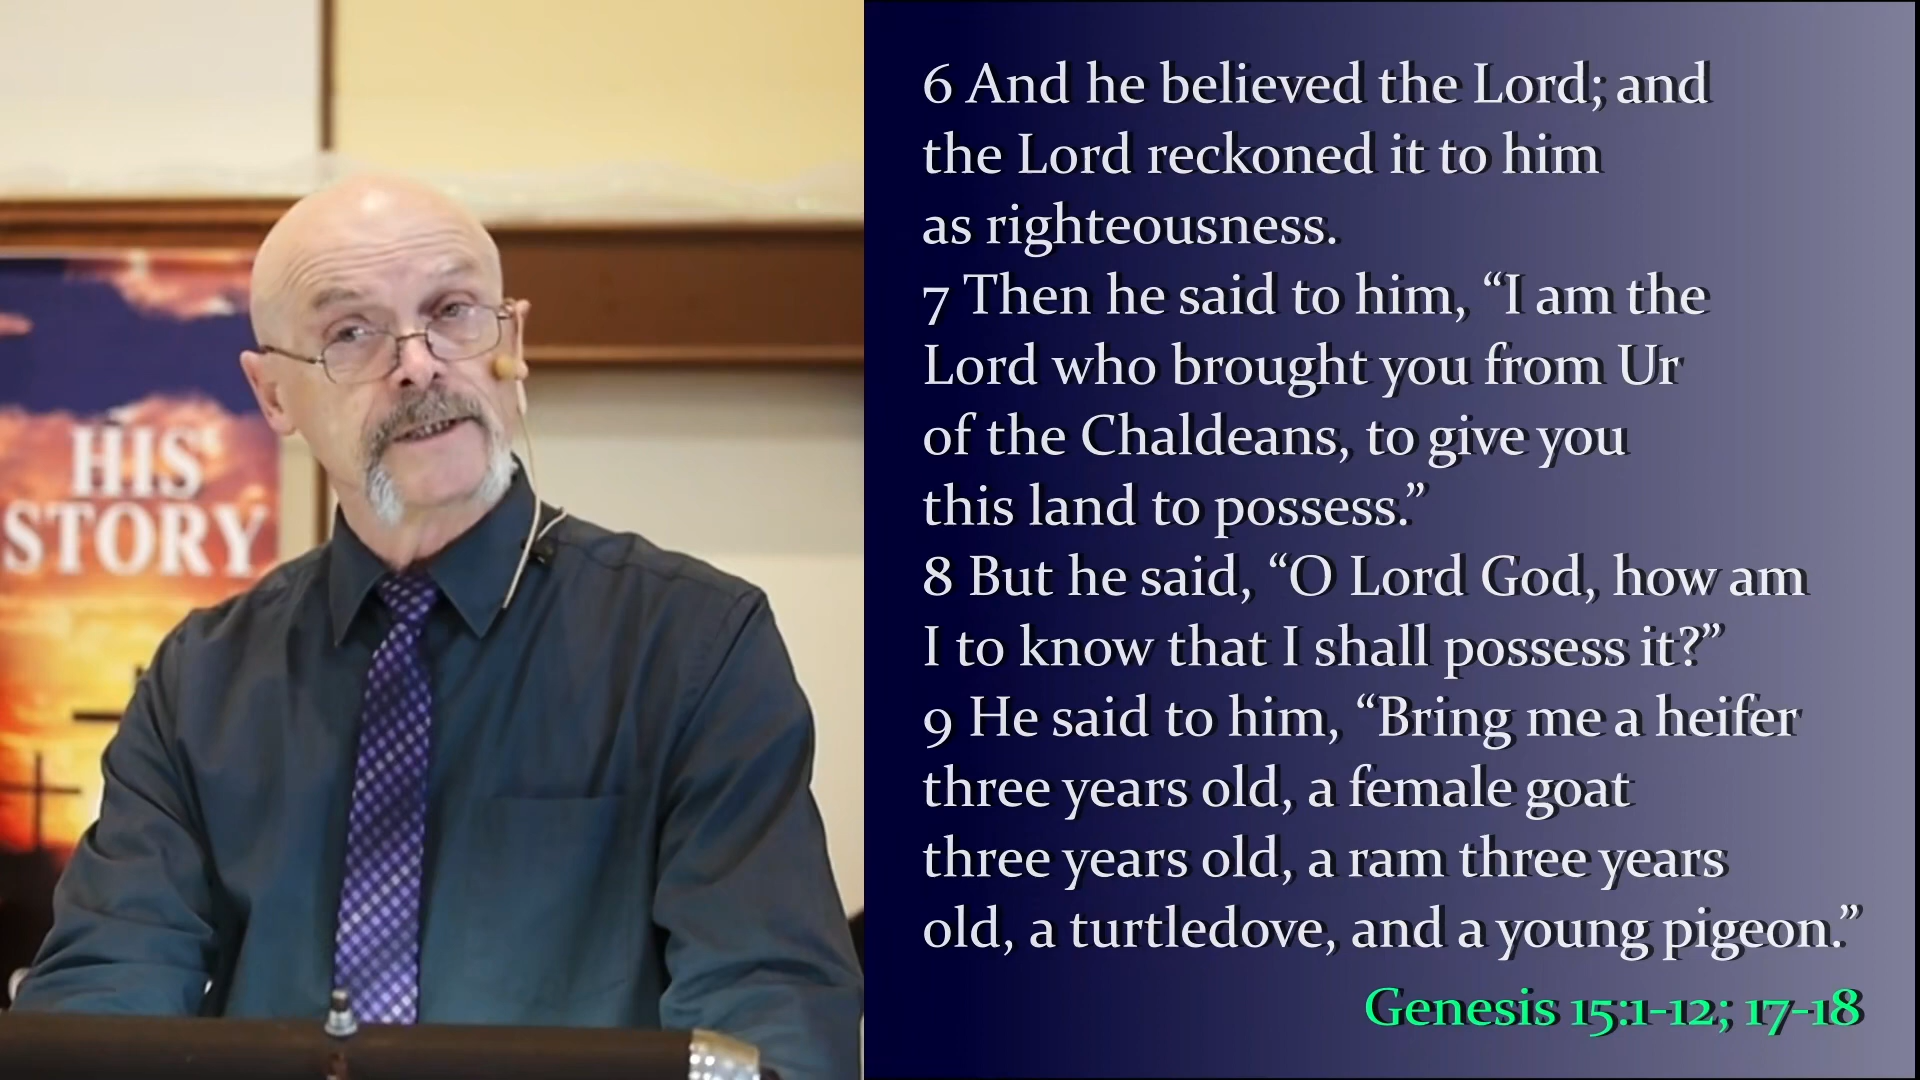 HIS
STORY
6 And he believed the Lord; and
the Lord reckoned it to him
as righteousness.
7 Then he said to him, “I am the
Lord who brought you from Ur
of the Chaldeans, to give you
this land to possess.”
8 But he said, “O Lord God, how am
I to know that I shall possess it?”
9 He said to him, “Bring me a heifer
three years old, a female goat
three years old, a ram three years
old, a turtledove, and a young pigeon.”
Genesis 15:1-12; 17-18